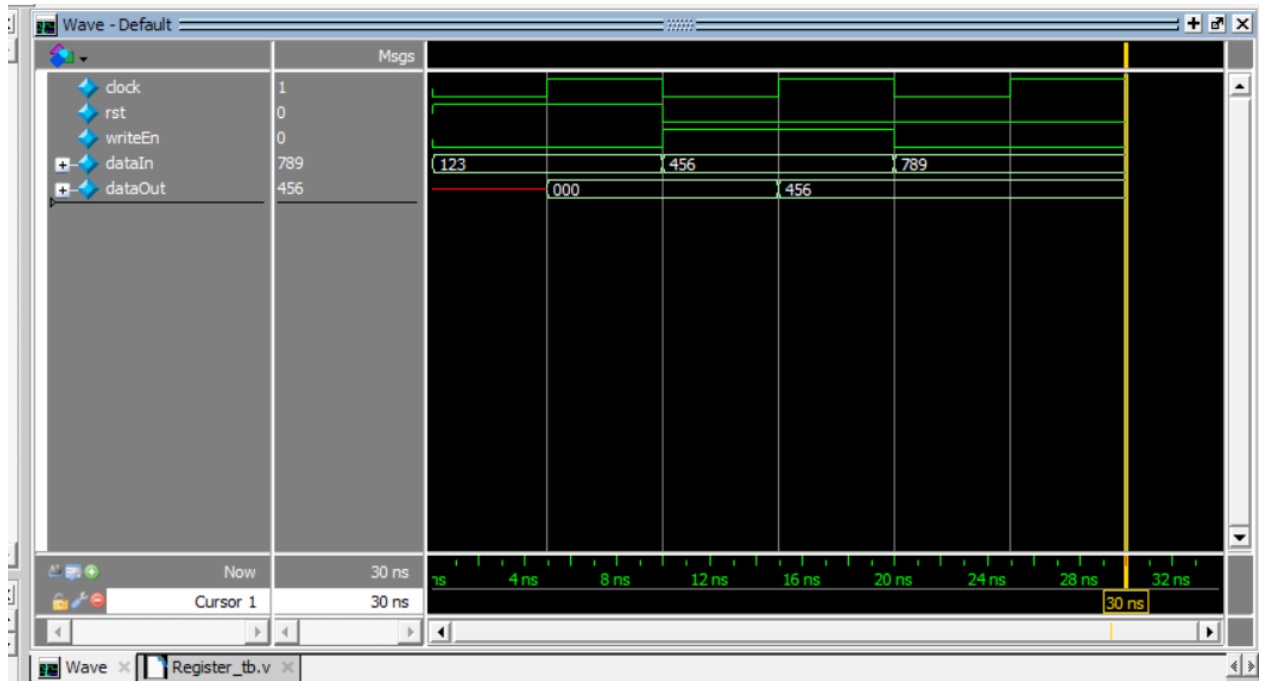 Wave - Default
Msgs
clock 1
rst 0
writeEn 0
dataIn 789 123 456 789
dataOut 456 000 456
Now 30 ns ns 4 ns 8 ns 12 ns 16 ns 20 ns 24 ns 28 ns 32 ns
Cursor 1 30 ns 30 ns
Wave Register_tb.v